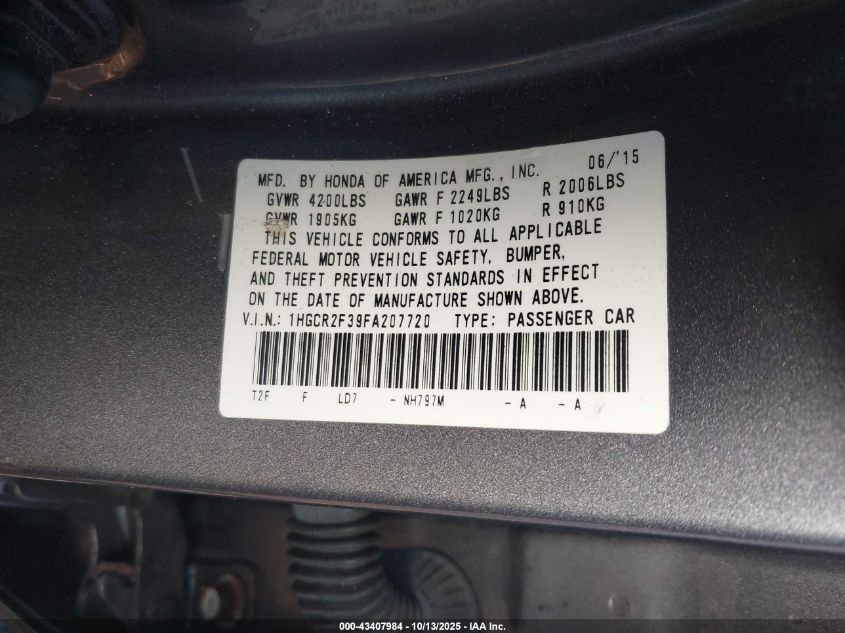 MFD. BY HONDA OF AMERICA MFG., INC. 06/'15
GVWR 4200LBS GAWR F 2249LBS R 2006LBS
GVWR 1905KG GAWR F 1020KG R 910KG
THIS VEHICLE CONFORMS TO ALL APPLICABLE
FEDERAL MOTOR VEHICLE SAFETY, BUMPER,
AND THEFT PREVENTION STANDARDS IN EFFECT
ON THE DATE OF MANUFACTURE SHOWN ABOVE.
V.I.N.: 1HGCR2F39FA207720 TYPE: PASSENGER CAR
T2F F LD7 - NH797M - A - A
000-43407984 - 10/13/2025 - IAA Inc.